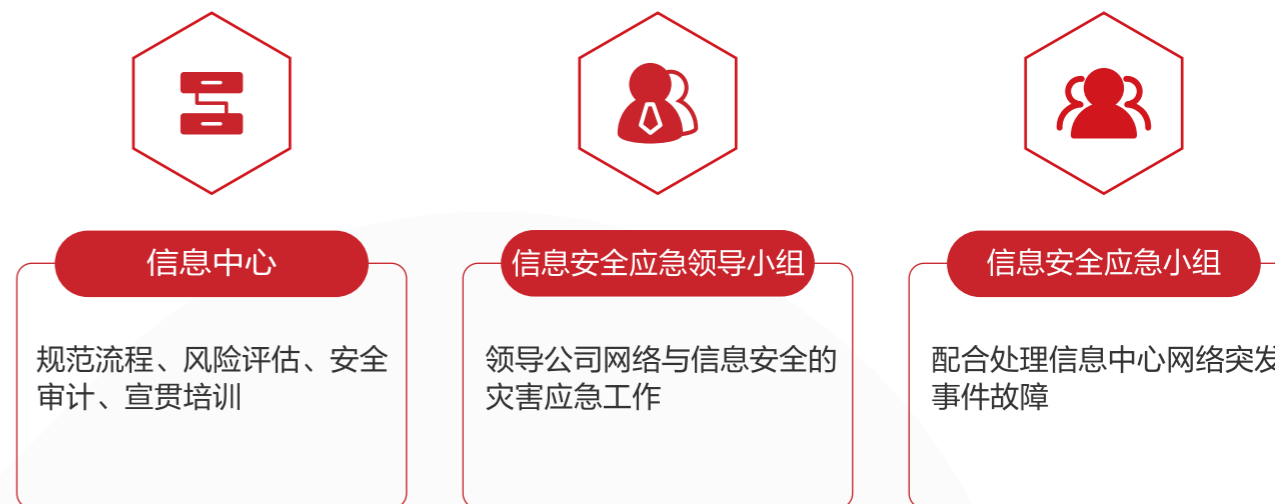 信息中心
规范流程、风险评估、安全
审计、宣贯培训
信息安全应急领导小组
领导公司网络与信息安全的
灾害应急工作
信息安全应急小组
配合处理信息中心网络突发
事件故障